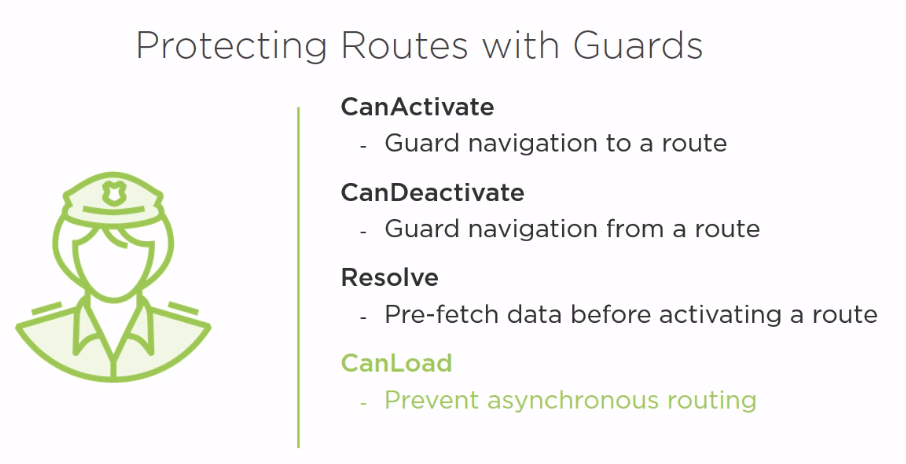 Protecting Routes with Guards
CanActivate
- Guard navigation to a route
CanDeactivate
- Guard navigation from a route
Resolve
- Pre-fetch data before activating a route
CanLoad
- Prevent asynchronous routing